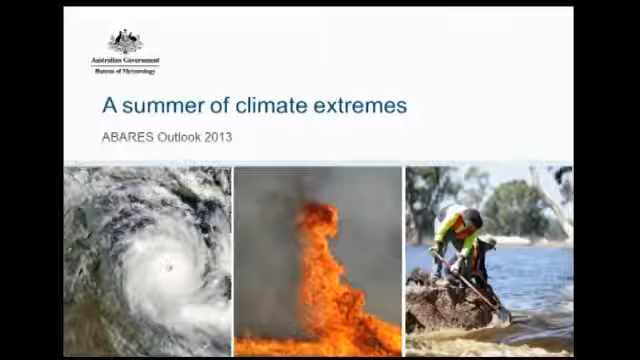 Australian Government
Bureau of Meteorology
A summer of climate extremes
ABARES Outlook 2013